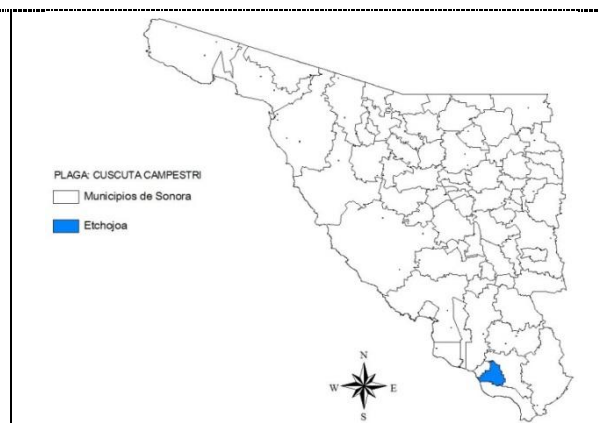 PLAGA: CUSCUTA CAMPESTRI
Municipios de Sonora
Etchojoa
N
W E
S